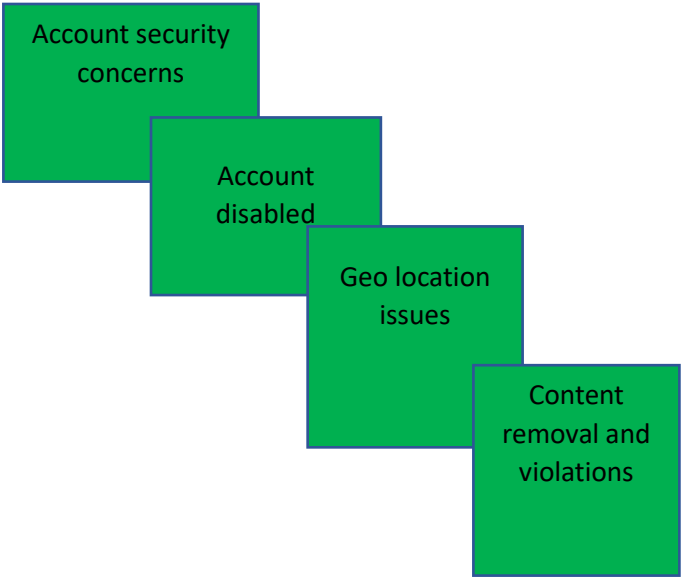 Account security
concerns
Account
disabled
Geo location
issues
Content
removal and
violations